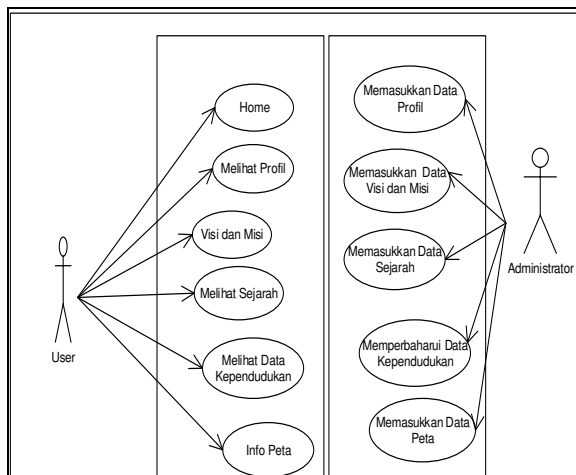 Home
Melihat Profil
Visi dan Misi
Melihat Sejarah
Melihat Data
Kependudukan
Info Peta
User
Memasukkan Data
Profil
Memasukkan Data
Visi dan Misi
Memasukkan Data
Sejarah
Memperbaharui Data
Kependudukan
Memasukkan Data
Peta
Administrator